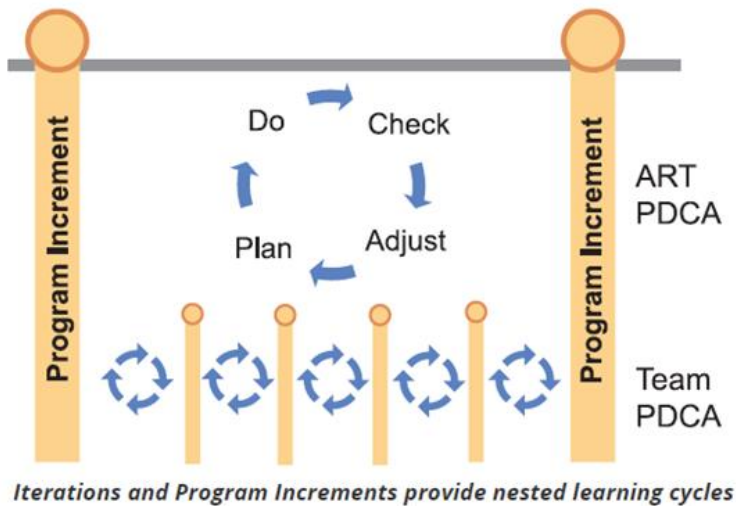 Program Increment
Do
Check
Plan
Adjust
Program Increment
ART
PDCA
Team
PDCA
Iterations and Program Increments provide nested learning cycles